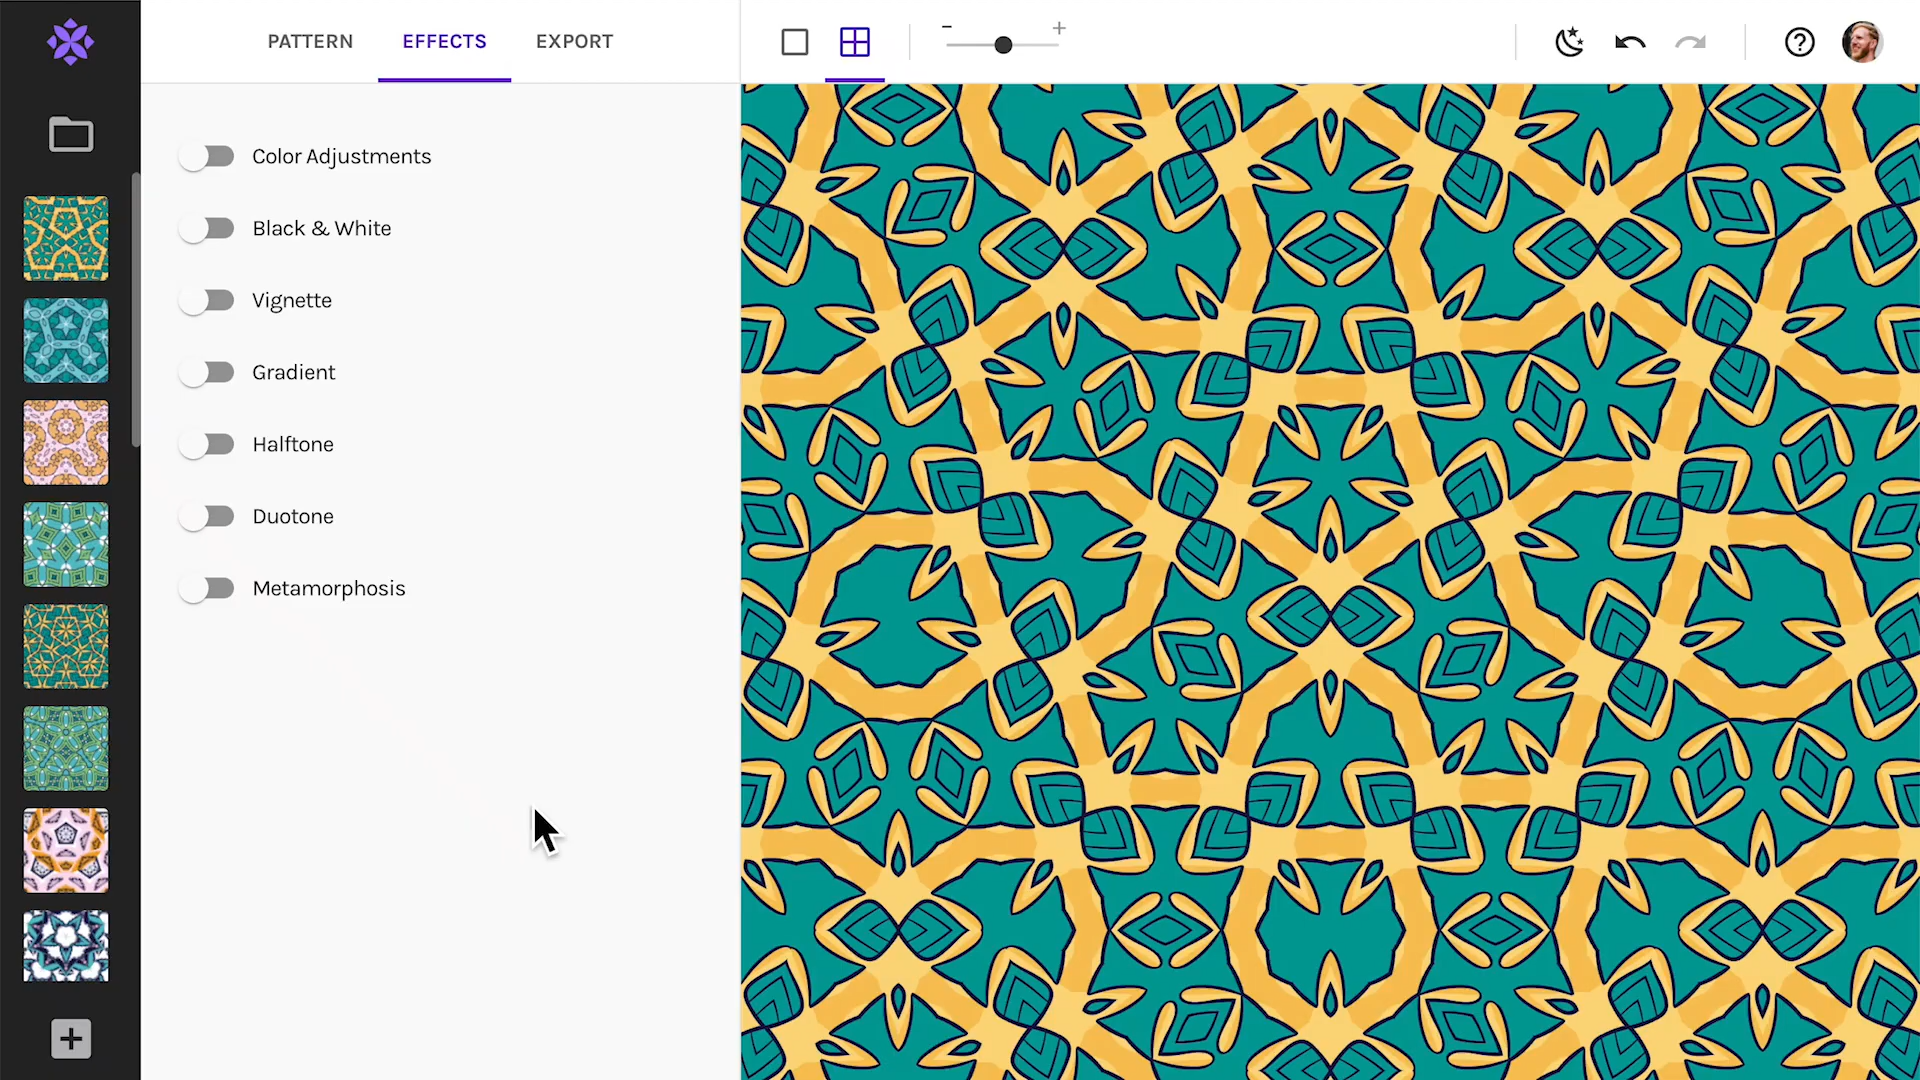 PATTERN
EFFECTS
EXPORT
Color Adjustments
Black & White
Vignette
Gradient
Halftone
Duotone
Metamorphosis